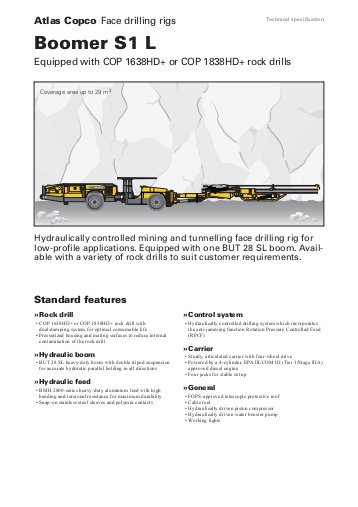 Atlas Copco Face drilling rigs
Technical specification
Boomer S1 L
Equipped with COP 1638HD+ or COP 1838HD+ rock drills
Coverage area up to 29 m²
Hydraulically controlled mining and tunnelling face drilling rig for
low-profile applications. Equipped with one BUT 28 SL boom. Avail-
able with a variety of rock drills to suit customer requirements.
Standard features
»Rock drill
• COP 1638HD+ or COP 1838HD+ rock drill with
dual-damping system for optimal consumable life
• Pressurized housing and mating surfaces to reduce internal
contamination of the rock drill
»Hydraulic boom
• BUT 28 SL heavy-duty boom with double tripod suspension
for accurate hydraulic parallel holding in all directions
»Hydraulic feed
• BMH 2800-series heavy-duty aluminium feed with high
bending and torsional resistance for maximum durability
• Snap-on stainless steel sleeves and polymer contacts
»Control system
• Hydraulically controlled drilling system which incorporates
the anti-jamming function Rotation Pressure Controlled Feed
(RPCF)
»Carrier
• Sturdy, articulated carrier with four-wheel drive
• Powered by a 4-cylinder, EPA III/COM III (Tier 3/Stage IIIA)
approved diesel engine
• Four jacks for stable set up
»General
• FOPS-approved telescopic protective roof
• Cable reel
• Hydraulically driven piston compressor
• Hydraulically driven water booster pump
• Working lights